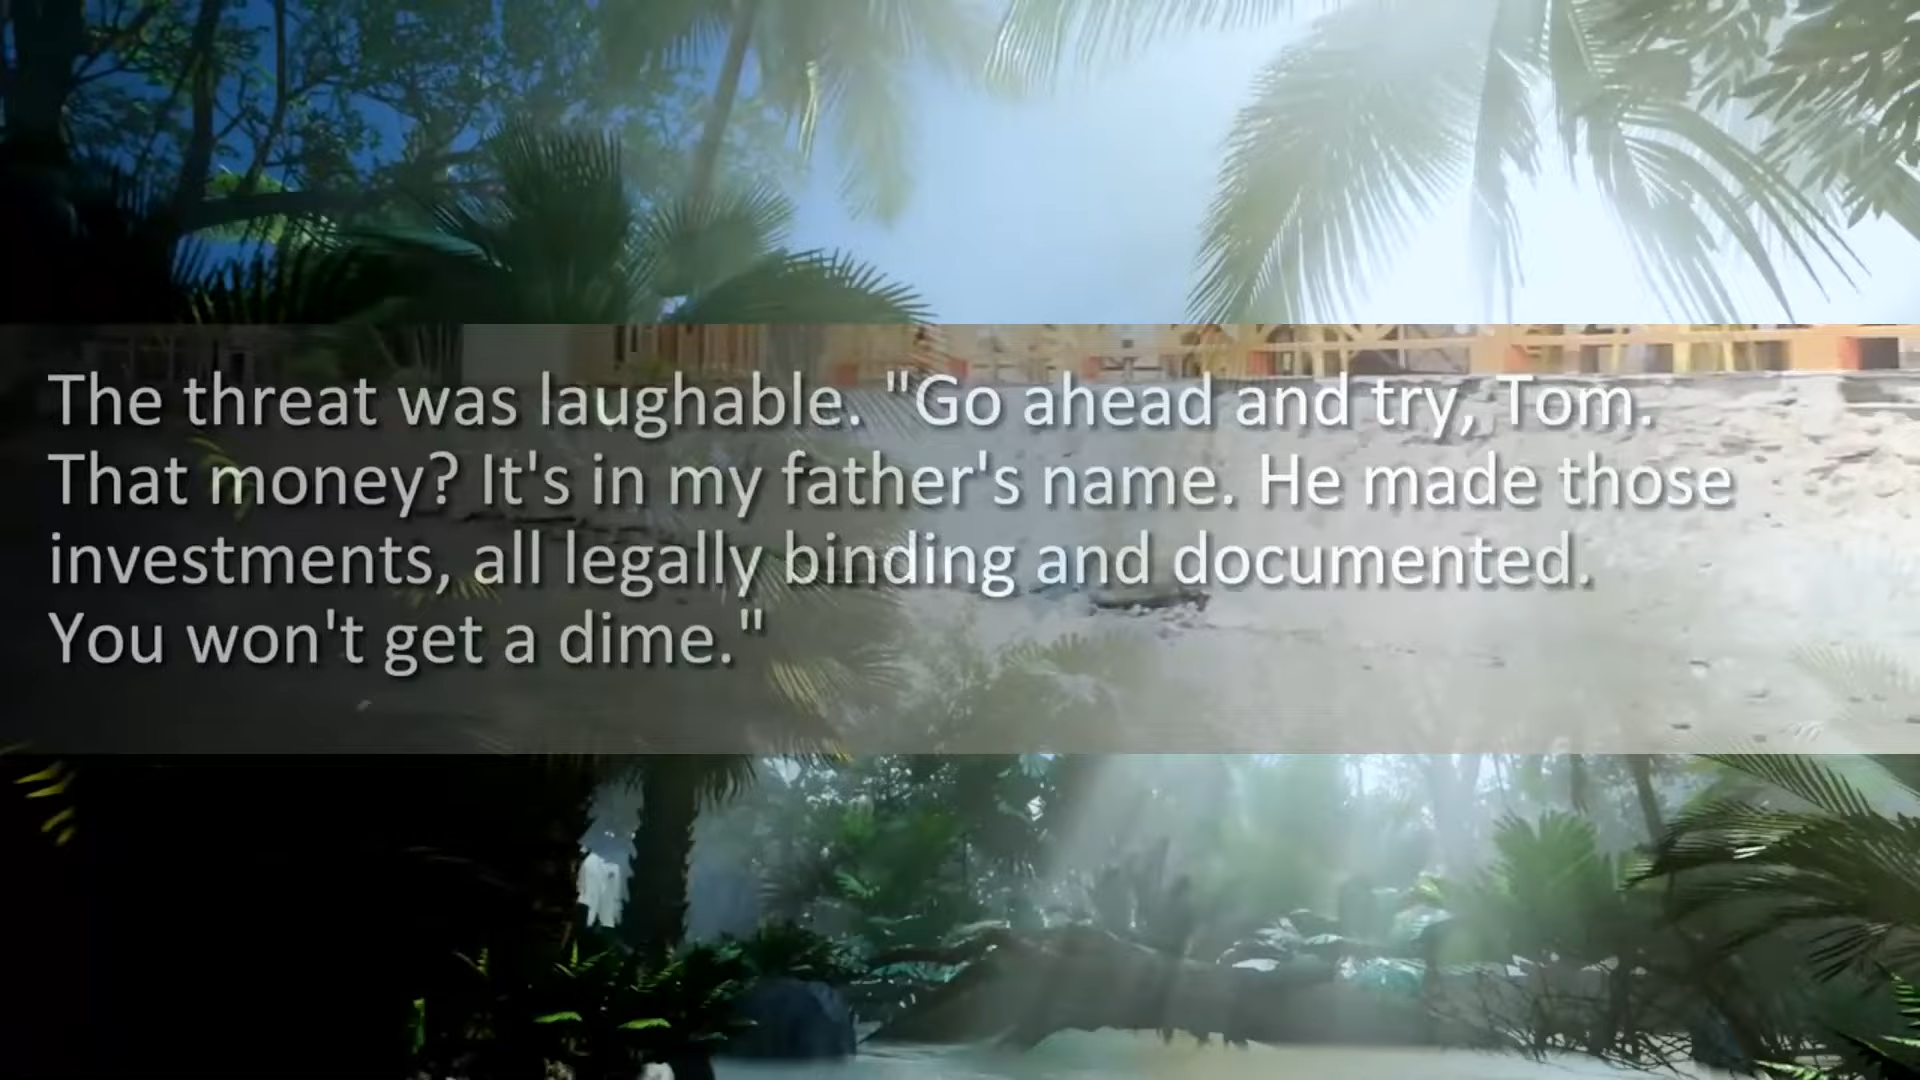 The threat was laughable. "Go ahead and try, Tom.
That money? It's in my father's name. He made those
investments, all legally binding and documented.
You won't get a dime."